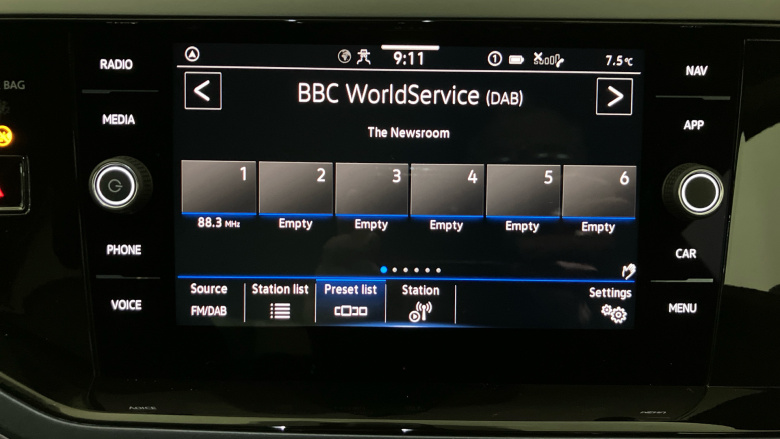 BAG
RADIO
MEDIA
PHONE
VOICE
9:11
1
7.5°C
BBC WorldService (DAB)
The Newsroom
1 2 3 4 5 6
88.3 MHz Empty Empty Empty Empty Empty
Source Station list Preset list Station Settings
FM/DAB
NAV
APP
CAR
MENU